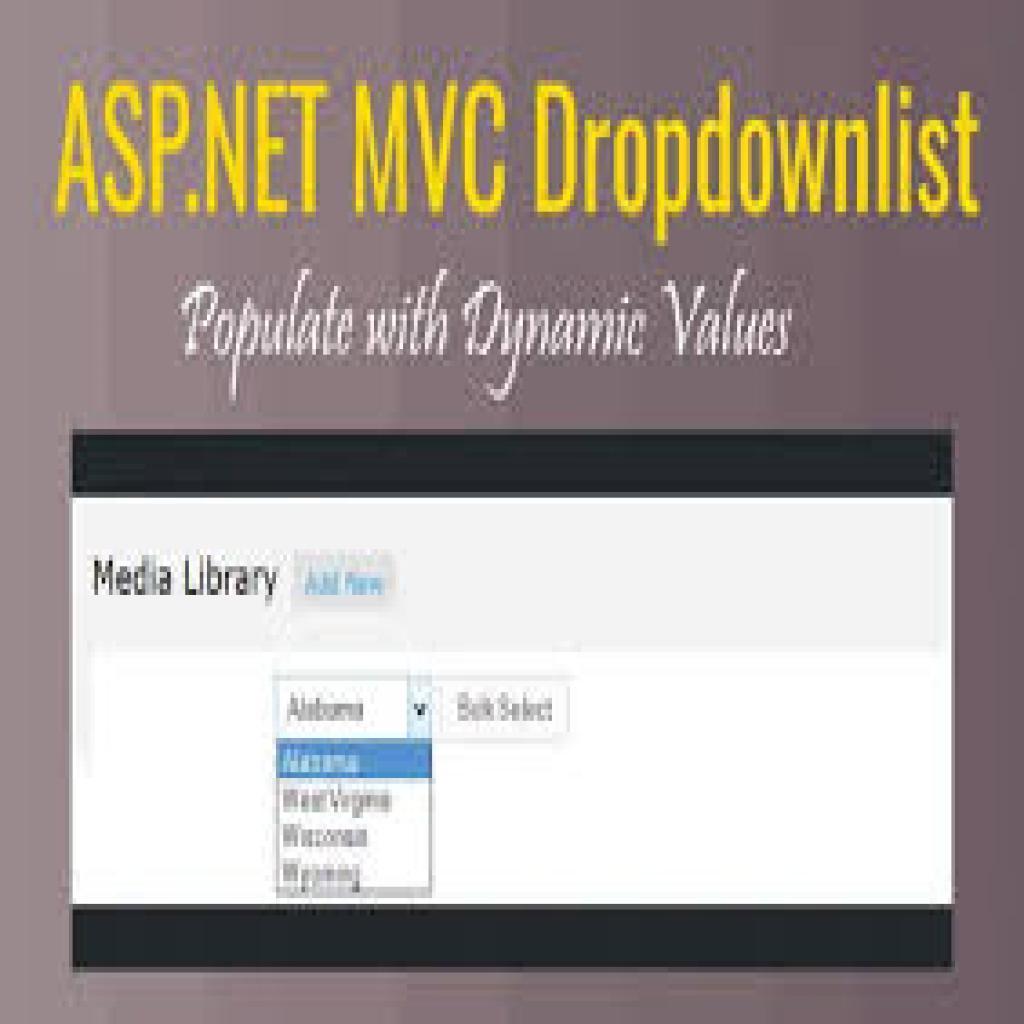 ASP.NET MVC Dropdownlist
Populate with Dynamic Values
Media Library Add New
Alabama Bulk Select
Alabama
West Virginia
Wisconsin
Wyoming